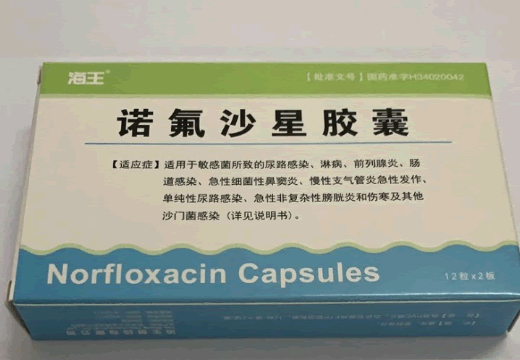 海王®
【批准文号】国药准字H34020042
诺氟沙星胶囊
【适应症】适用于敏感菌所致的尿路感染、淋病、前列腺炎、肠
道感染、急性细菌性鼻窦炎、慢性支气管炎急性发作、
单纯性尿路感染、急性非复杂性膀胱炎和伤寒及其他
沙门菌感染（详见说明书）。
Norfloxacin Capsules
12粒x2板